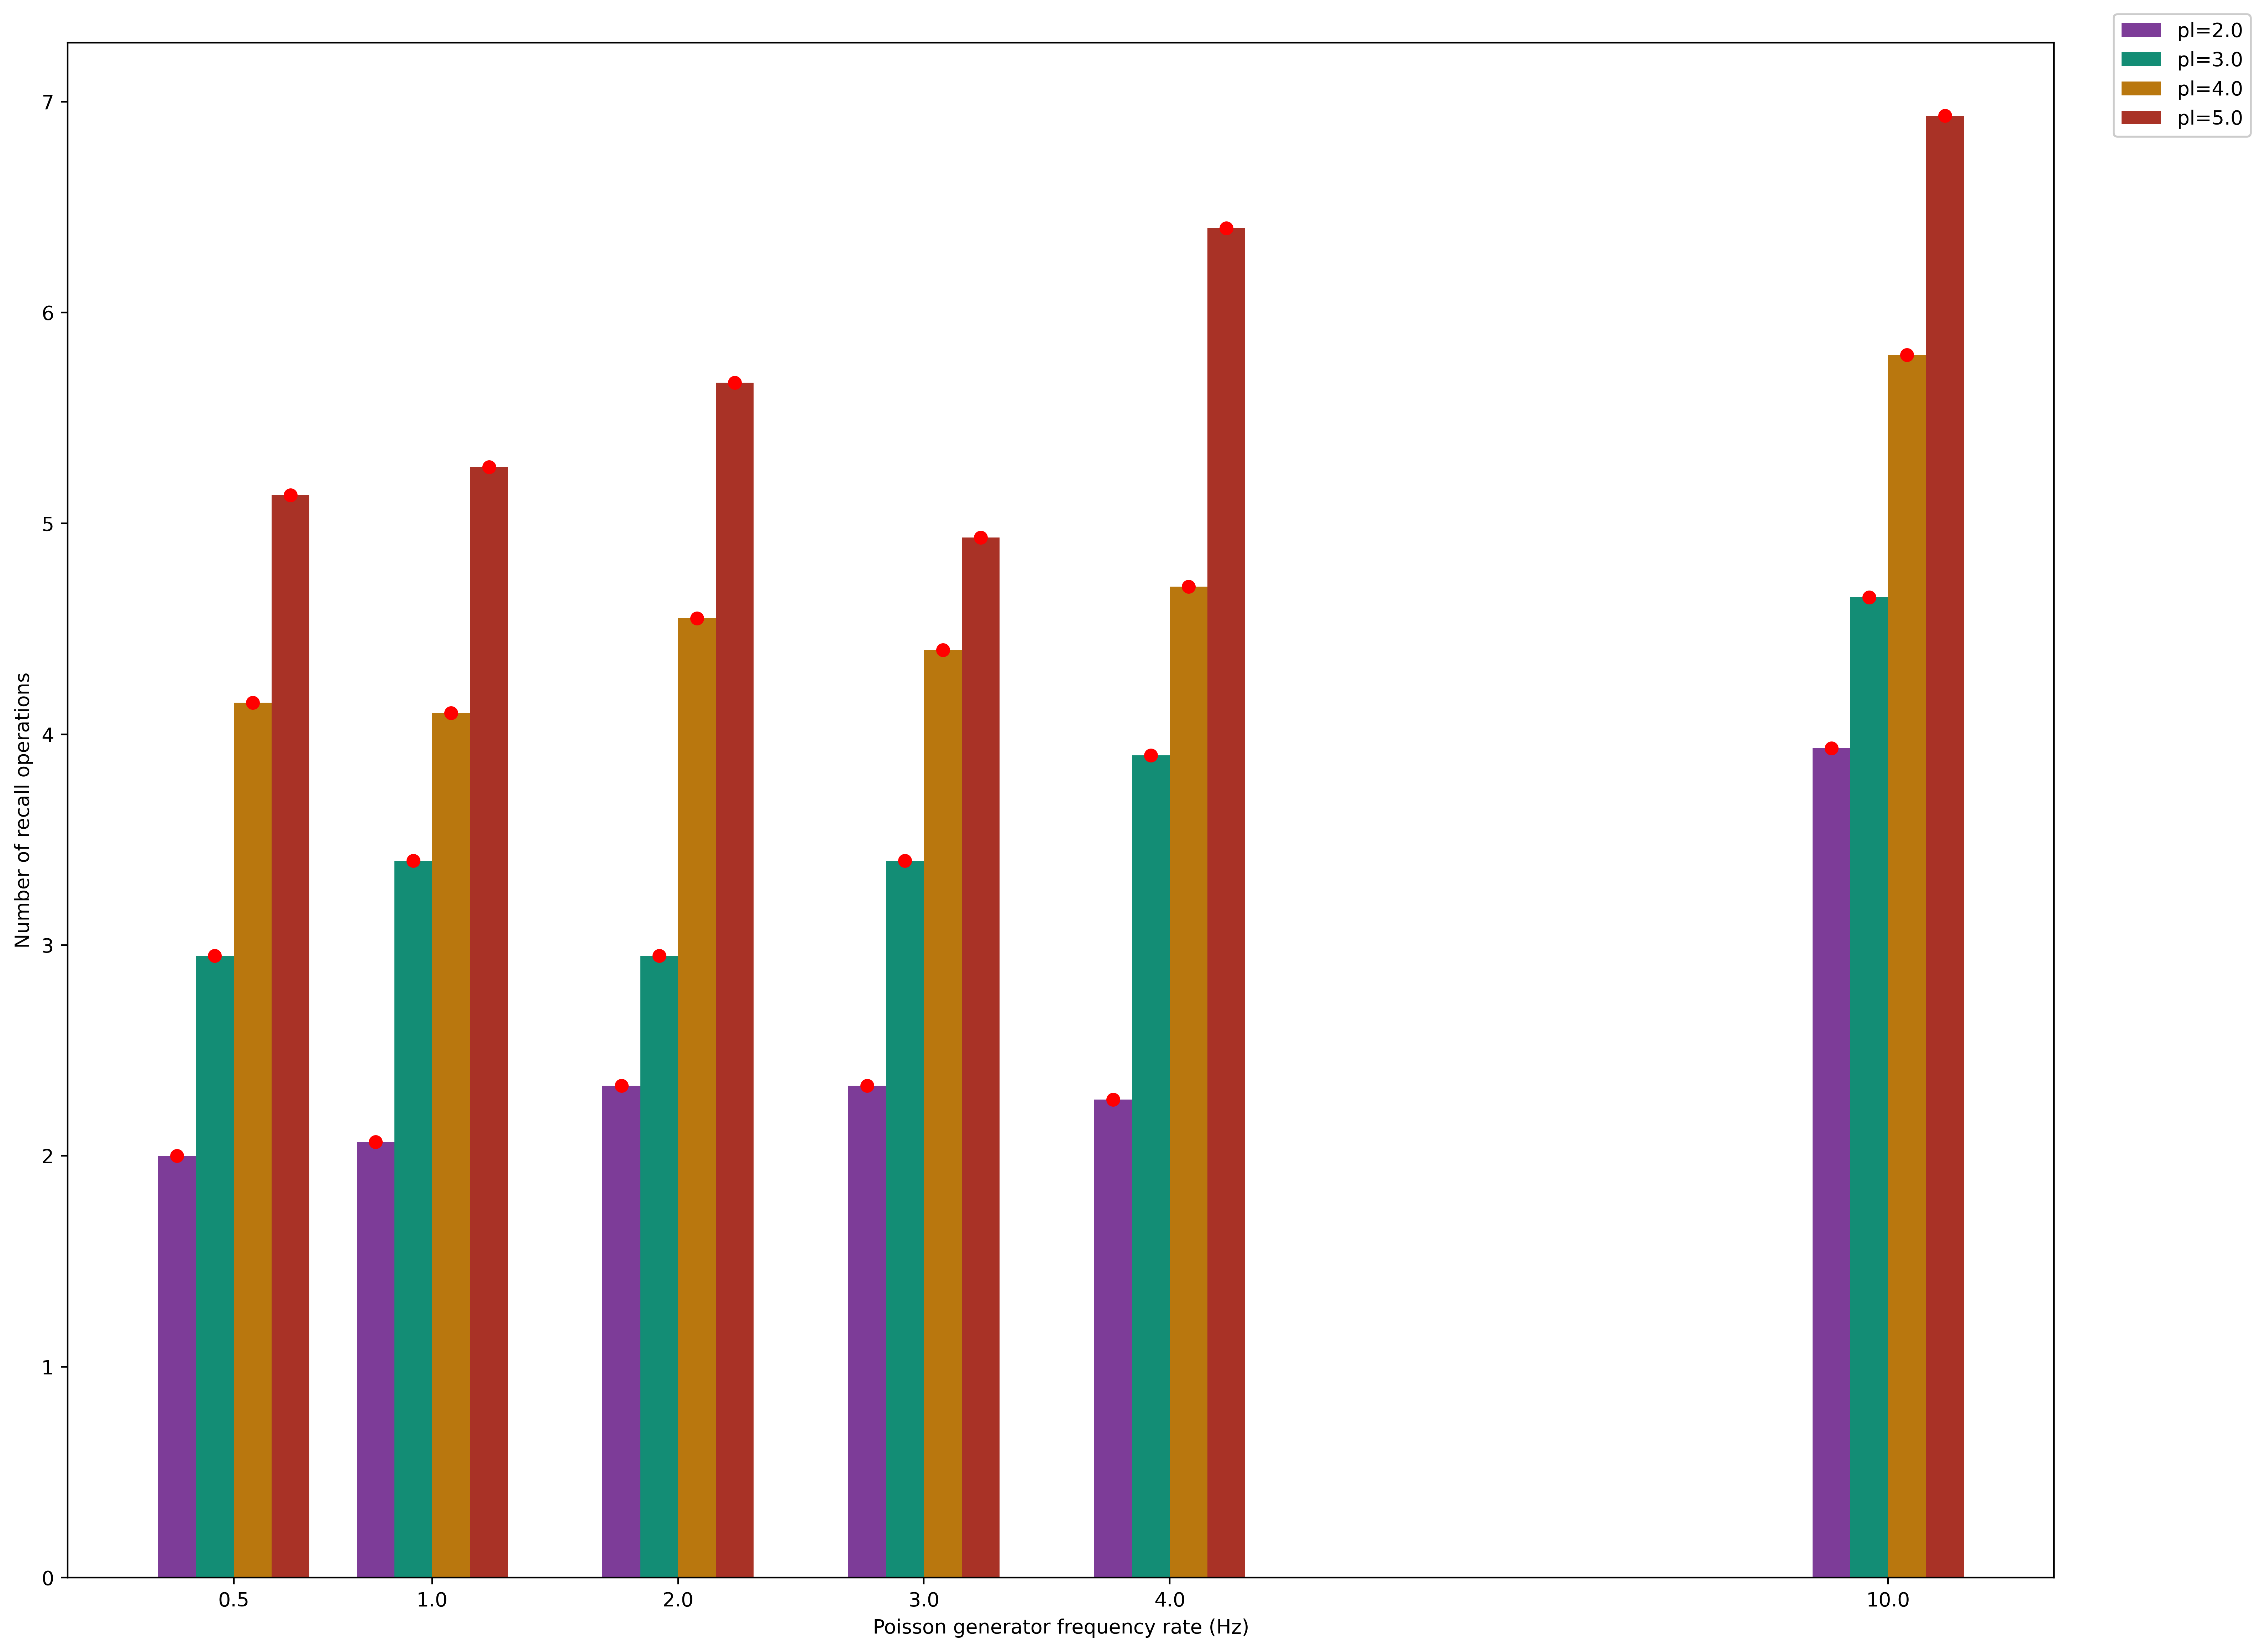 pl=2.0
pl=3.0
pl=4.0
pl=5.0
7
6
5
4
3
2
1
0
Number of recall operations
0.5 1.0 2.0 3.0 4.0 10.0
Poisson generator frequency rate (Hz)